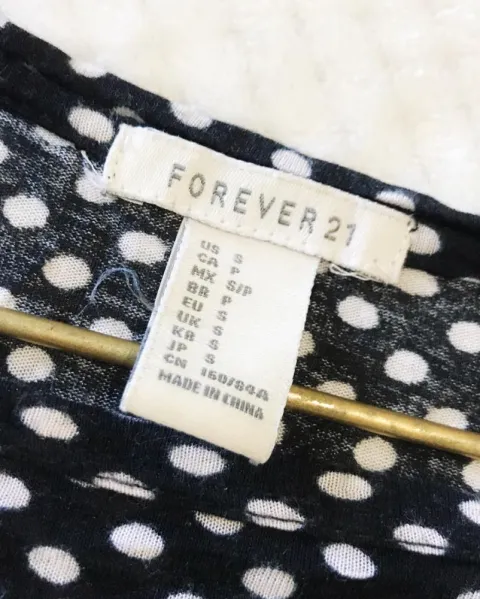 FOREVER 21
US S
CA P
MX S/P
BR P
EU S
UK S
KR S
JP S
CN 160/84A
MADE IN CHINA